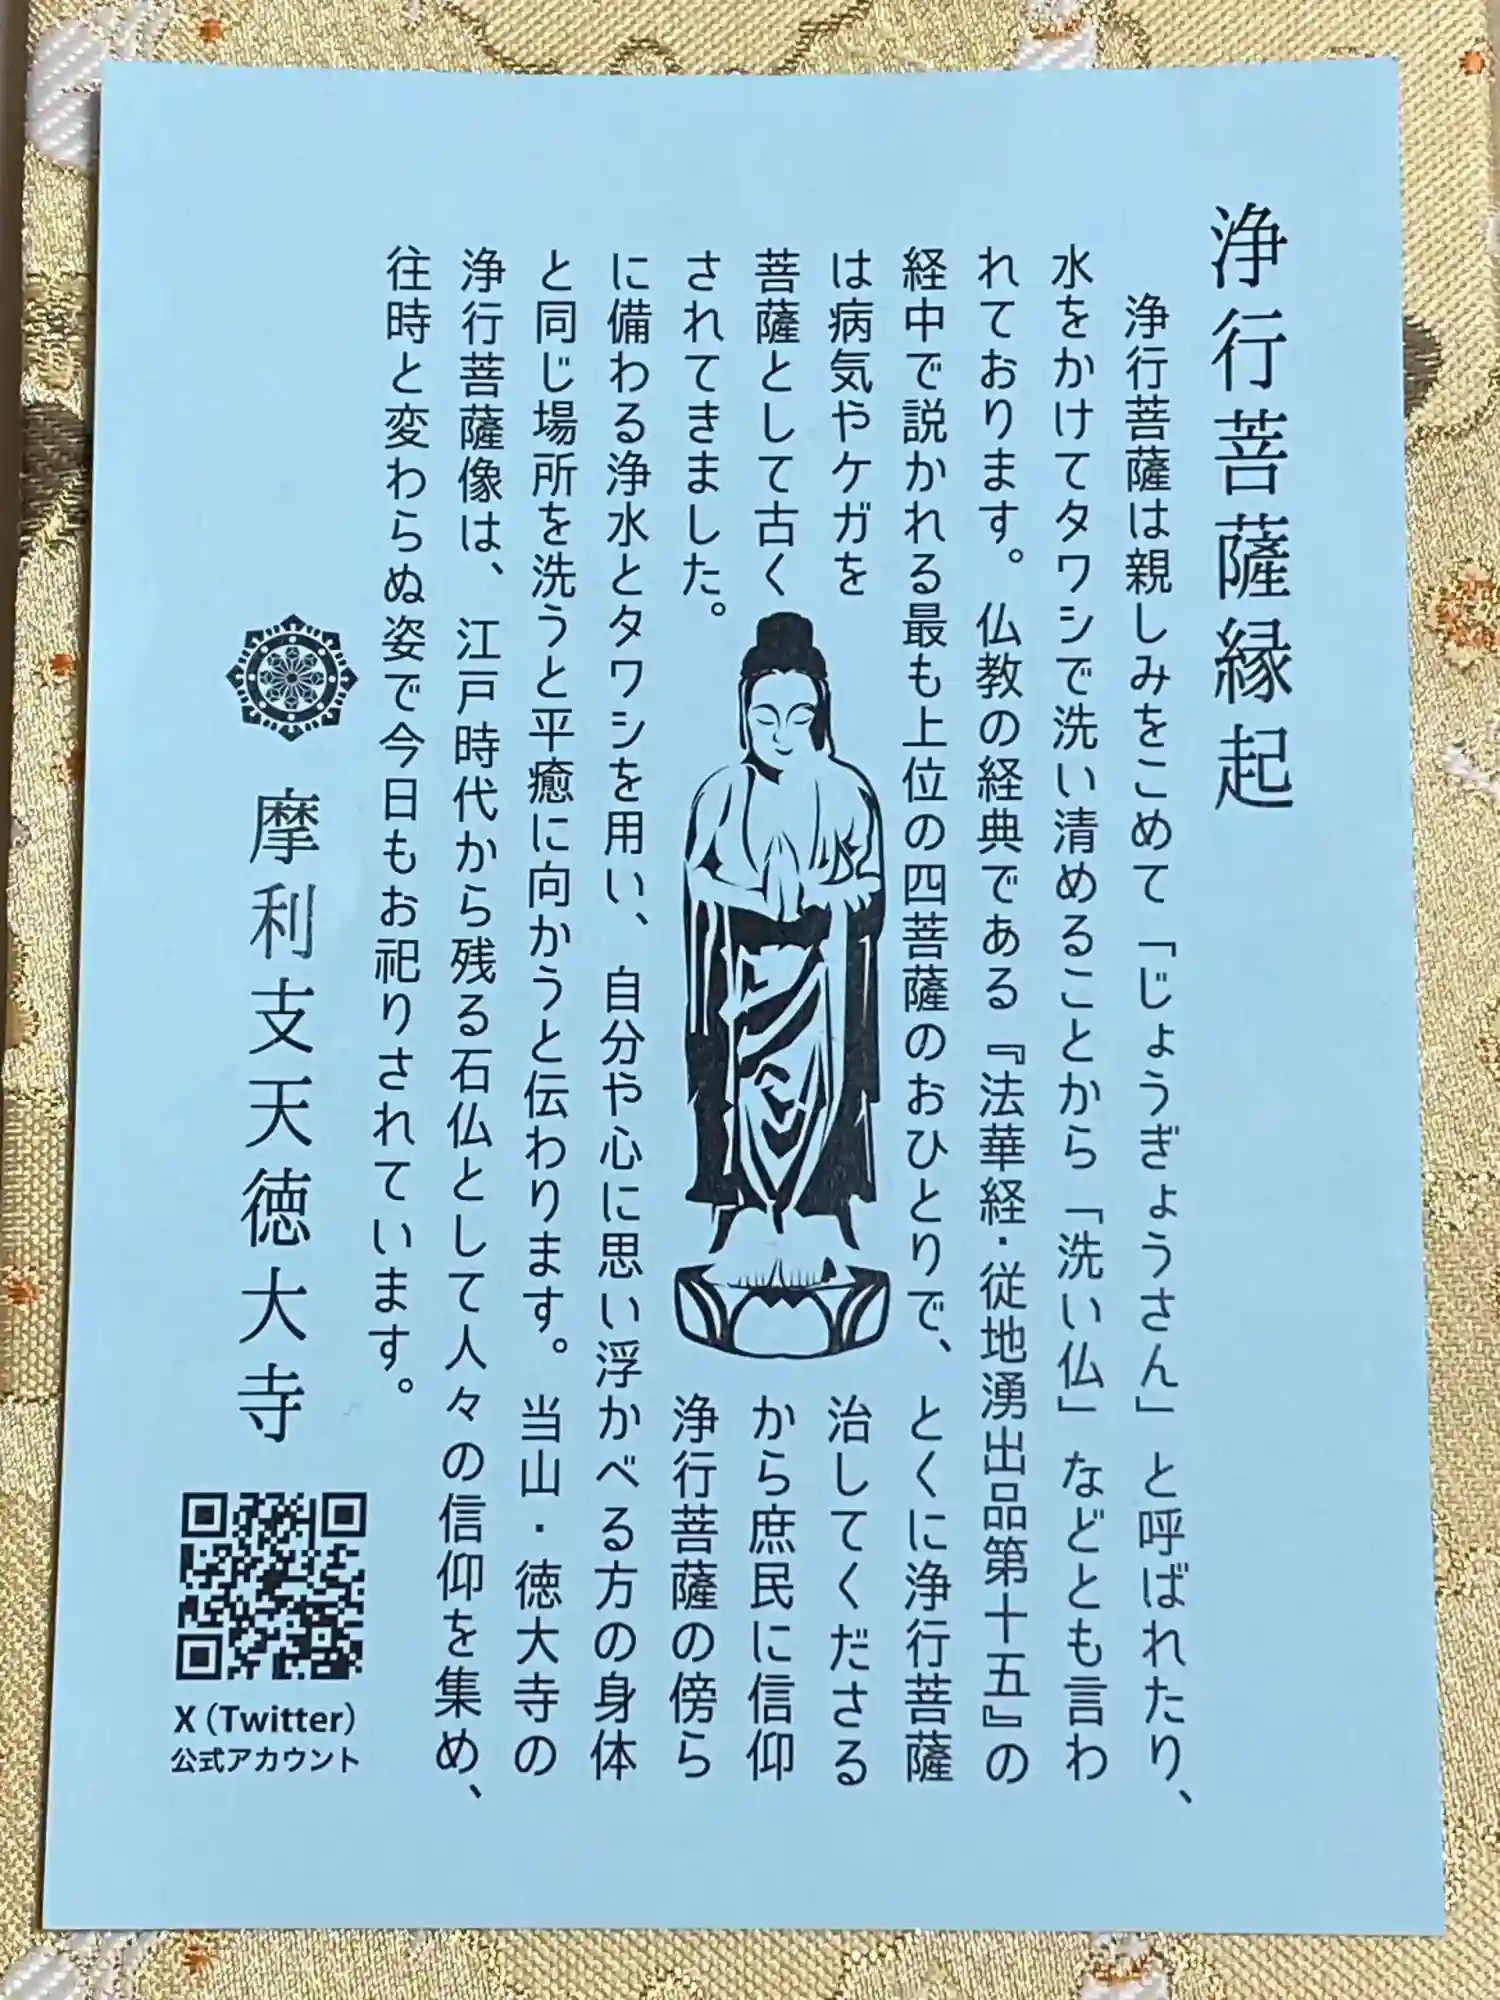 浄行菩薩縁起
浄行菩薩は親しみをこめて「じょうぎょうさん」と呼ばれたり、
水をかけてタワシで洗い清めることから「洗い仏」などとも言わ
れております。仏教の経典である『法華経・従地湧出品第十五』の
経中で説かれる最も上位の四菩薩のおひとりで、とくに浄行菩薩
は病気やケガを治してくださる
菩薩として古くから庶民に信仰
されてきました。浄行菩薩の傍ら
に備わる浄水とタワシを用い、自分や心に思い浮かべる方の身体
と同じ場所を洗うと平癒に向かうと伝わります。当山・徳大寺の
浄行菩薩像は、江戸時代から残る石仏として人々の信仰を集め、
往時と変わらぬ姿で今日もお祀りされています。
摩利支天徳大寺
X（Twitter）
公式アカウント